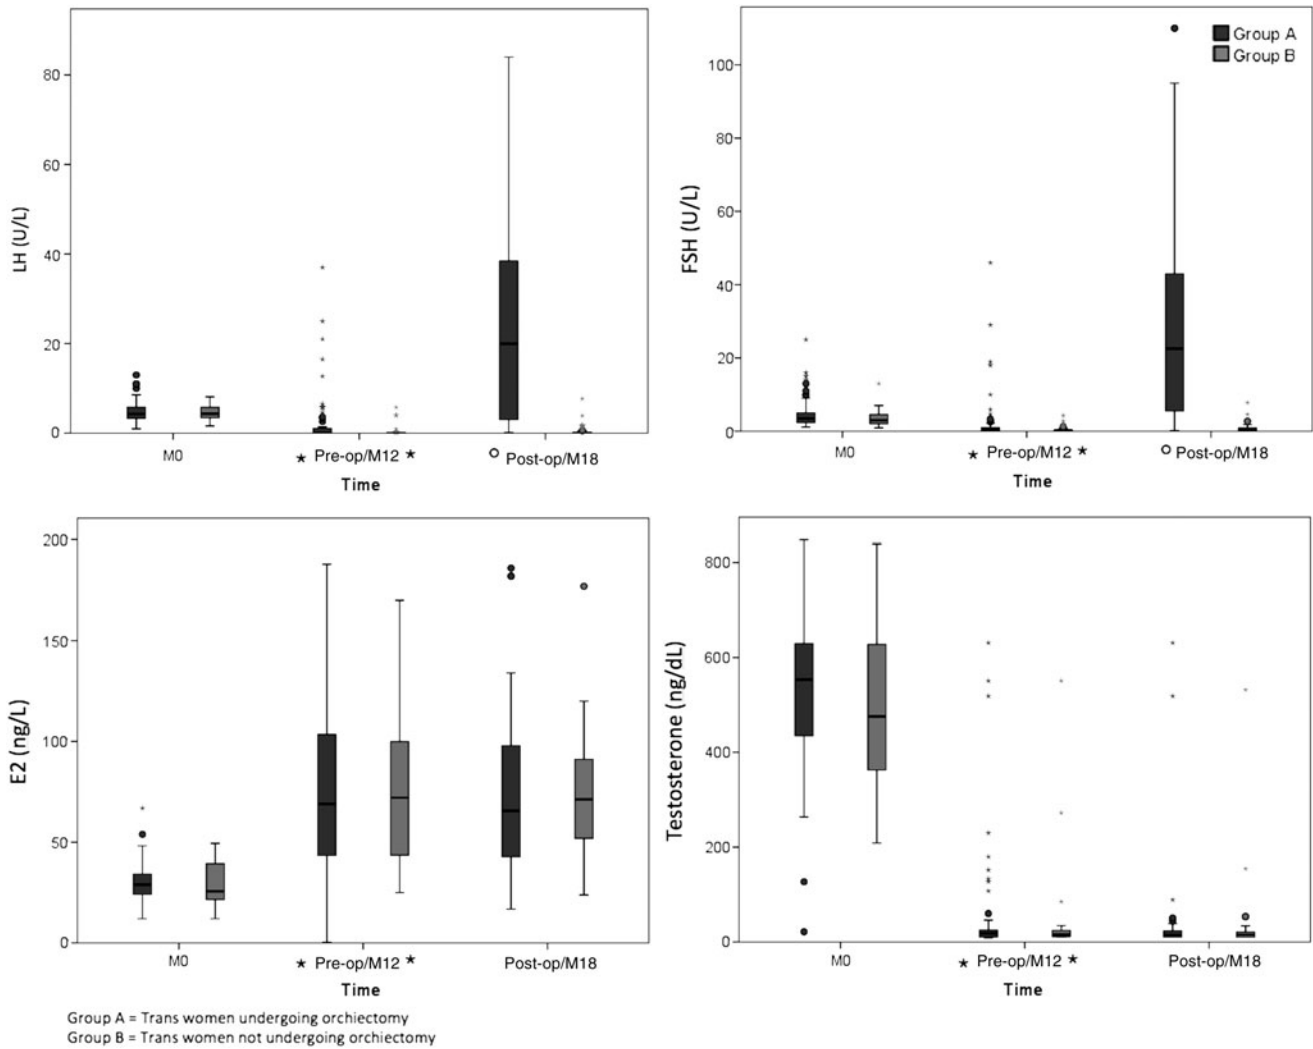 80
60
40
20
0
LH (U/L)
M0
★ Pre-op/M12 ★
○ Post-op/M18
Time
Group A
Group B
100
80
60
40
20
0
FSH (U/L)
M0
★ Pre-op/M12 ★
○ Post-op/M18
Time
200
150
100
50
0
E2 (ng/L)
M0
★ Pre-op/M12 ★
Post-op/M18
Time
800
600
400
200
0
Testosterone (ng/dL)
M0
★ Pre-op/M12 ★
Post-op/M18
Time
Group A = Trans women undergoing orchiectomy
Group B = Trans women not undergoing orchiectomy